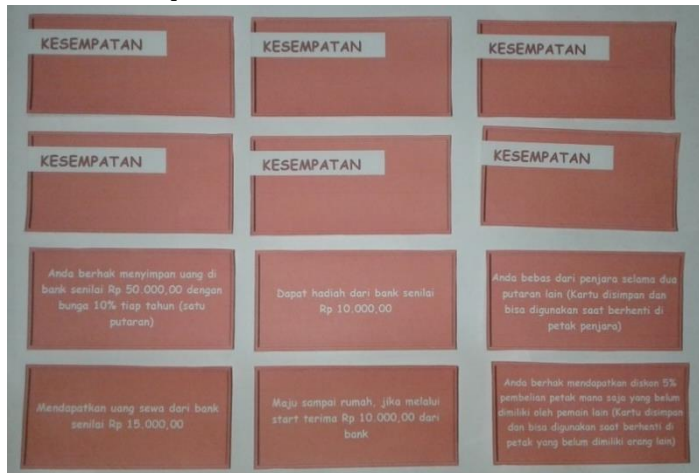 KESEMPATAN
KESEMPATAN
KESEMPATAN
KESEMPATAN
KESEMPATAN
KESEMPATAN
Anda berhak menyimpan uang di
bank senilai Rp 50.000,00 dengan
bunga 10% tiap tahun (satu
putaran)
Dapat hadiah dari bank senilai
Rp 10.000,00
Anda bebas dari penjara selama dua
putaran lain (Kartu disimpan dan
bisa digunakan saat berhenti di
petak penjara)
Mendapatkan uang sewa dari bank
senilai Rp 15.000,00
Maju sampai rumah, jika melalui
start terima Rp 10.000,00 dari
bank
Anda berhak mendapatkan diskon 5%
pembelian petak mana saja yang belum
dimiliki oleh pemain lain (Kartu disimpan
dan bisa digunakan saat berhenti di
petak yang belum dimiliki orang lain)